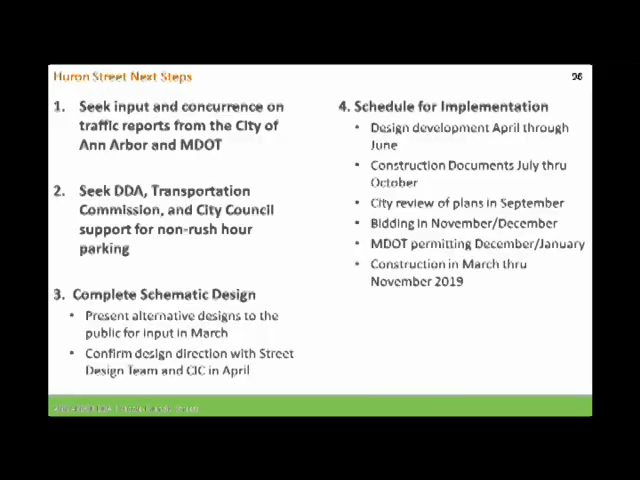 Huron Street Next Steps
96
1. Seek input and concurrence on
traffic reports from the City of
Ann Arbor and MDOT
2. Seek DDA, Transportation
Commission, and City Council
support for non-rush hour
parking
3. Complete Schematic Design
• Present alternative designs to the
public for input in March
• Confirm design direction with Street
Design Team and CIC in April
4. Schedule for Implementation
• Design development April through
June
• Construction Documents July thru
October
• City review of plans in September
• Bidding in November/December
• MDOT permitting December/January
• Construction in March thru
November 2019